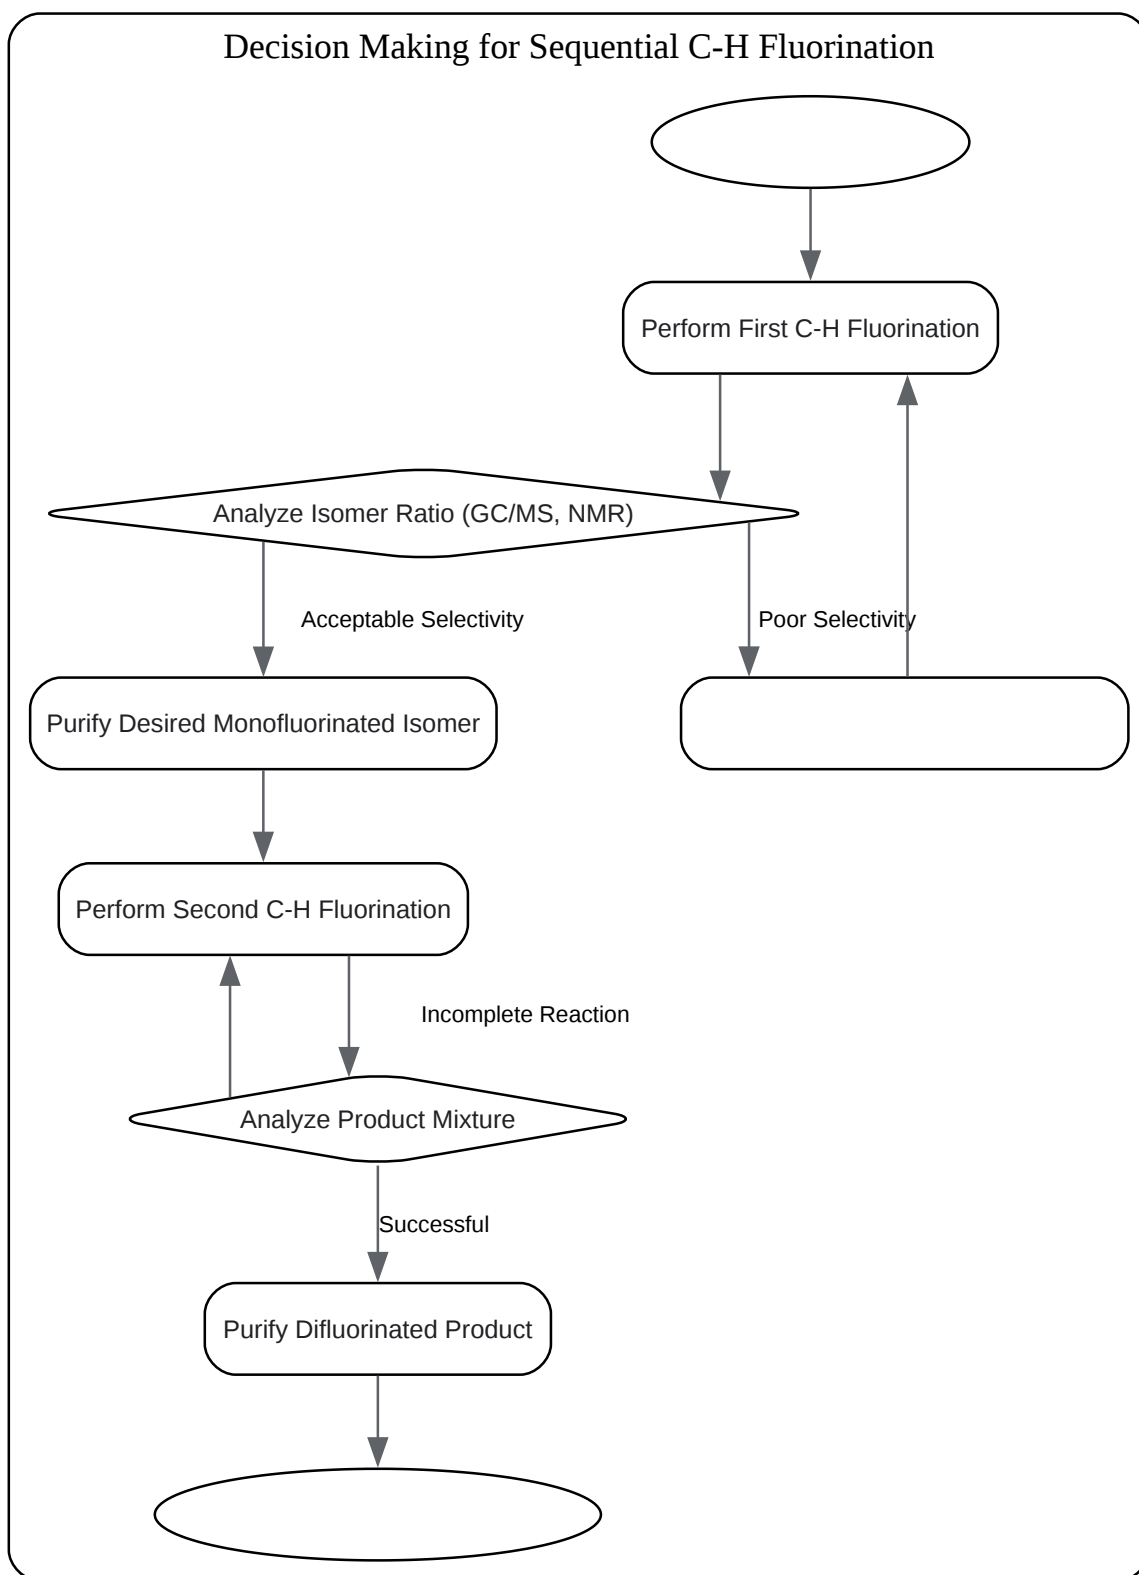 Decision Making for Sequential C-H Fluorination
Perform First C-H Fluorination
Analyze Isomer Ratio (GC/MS, NMR)
Acceptable Selectivity
Poor Selectivity
Purify Desired Monofluorinated Isomer
Perform Second C-H Fluorination
Incomplete Reaction
Analyze Product Mixture
Successful
Purify Difluorinated Product